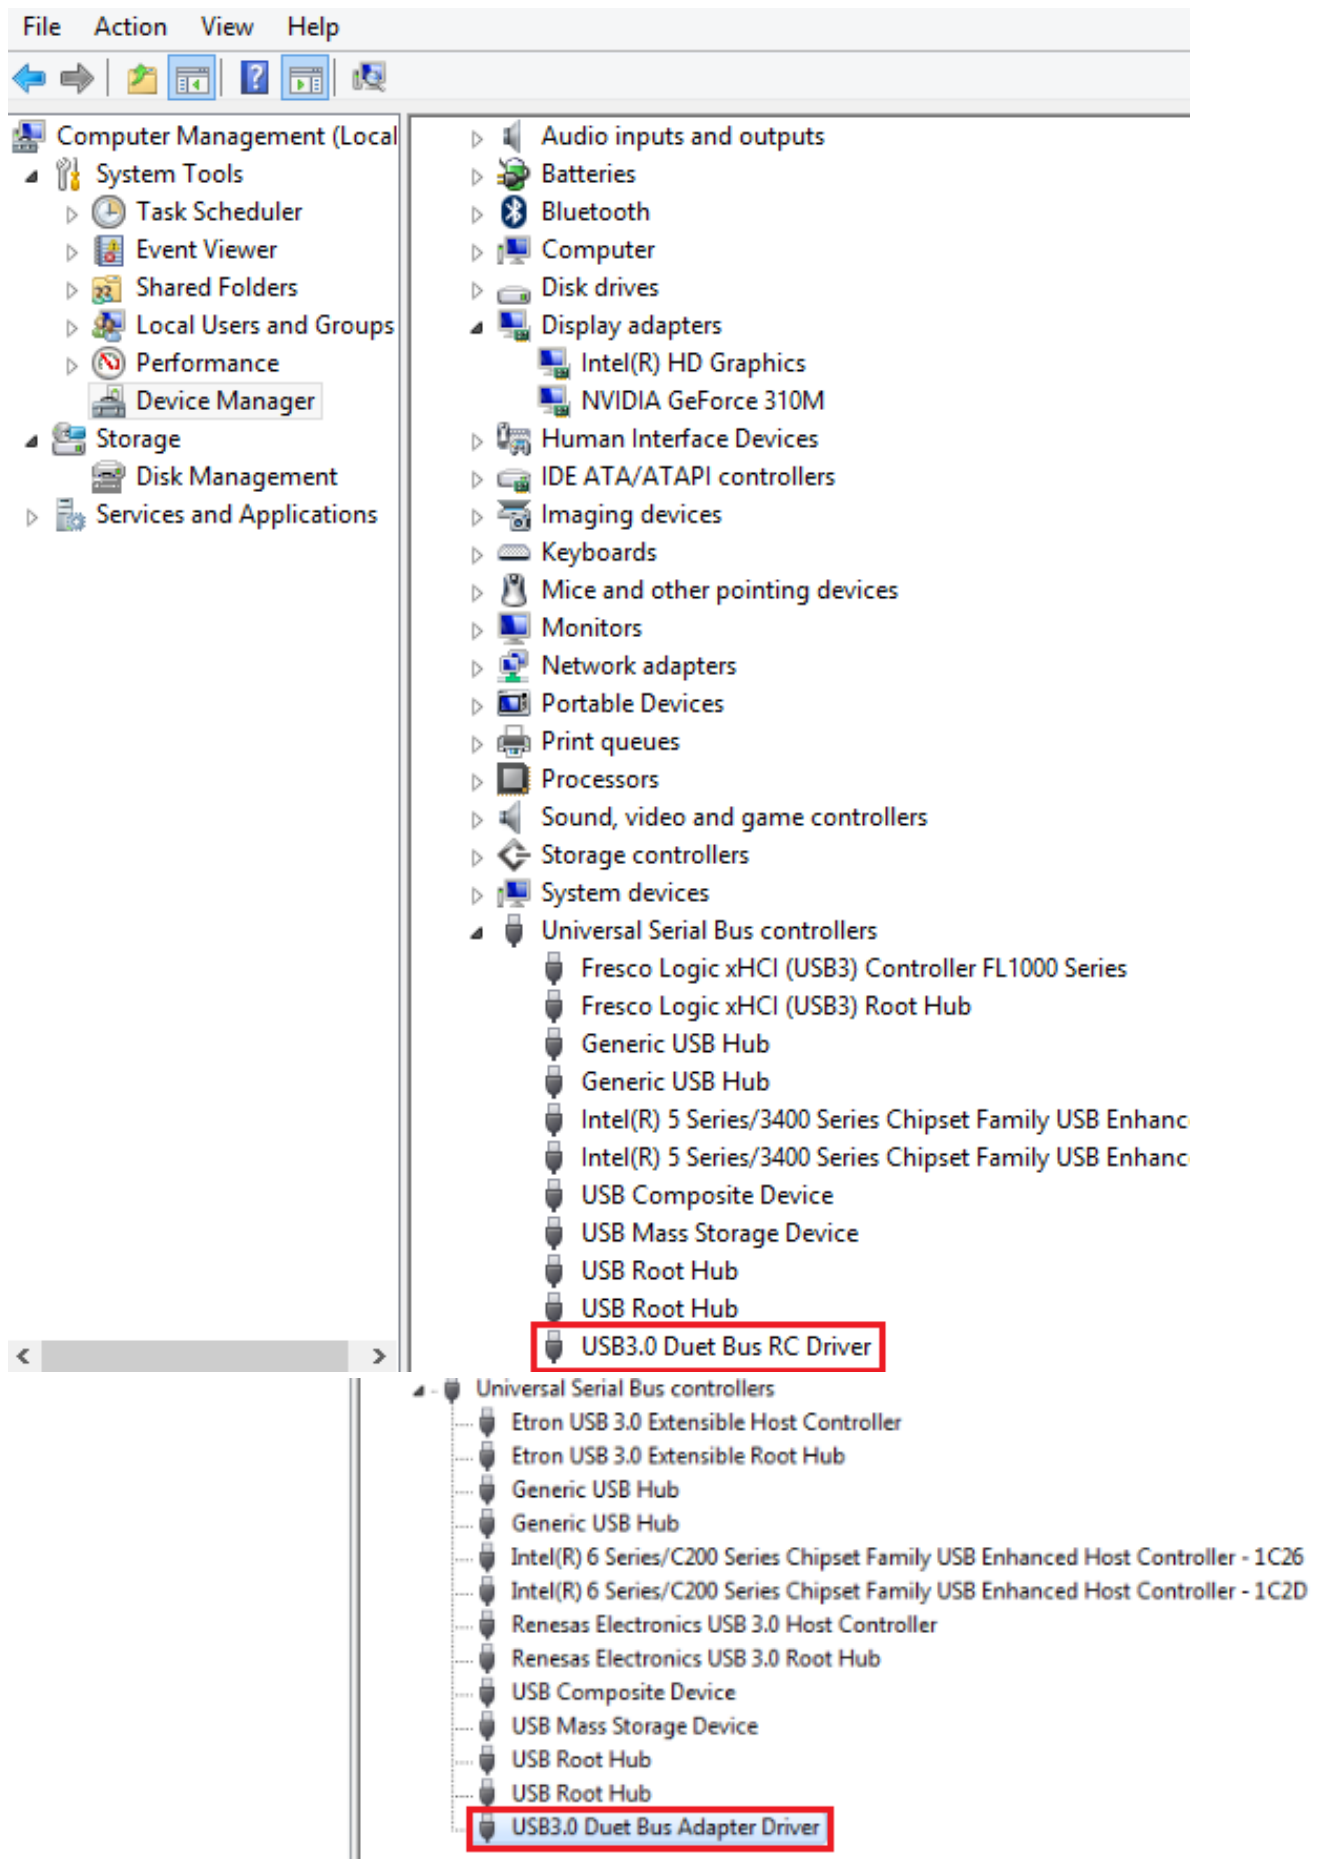 File Action View Help
Computer Management (Local
System Tools
Task Scheduler
Event Viewer
Shared Folders
Local Users and Groups
Performance
Device Manager
Storage
Disk Management
Services and Applications
Audio inputs and outputs
Batteries
Bluetooth
Computer
Disk drives
Display adapters
Intel(R) HD Graphics
NVIDIA GeForce 310M
Human Interface Devices
IDE ATA/ATAPI controllers
Imaging devices
Keyboards
Mice and other pointing devices
Monitors
Network adapters
Portable Devices
Print queues
Processors
Sound, video and game controllers
Storage controllers
System devices
Universal Serial Bus controllers
Fresco Logic xHCI (USB3) Controller FL1000 Series
Fresco Logic xHCI (USB3) Root Hub
Generic USB Hub
Generic USB Hub
Intel(R) 5 Series/3400 Series Chipset Family USB Enhanc
Intel(R) 5 Series/3400 Series Chipset Family USB Enhanc
USB Composite Device
USB Mass Storage Device
USB Root Hub
USB Root Hub
USB3.0 Duet Bus RC Driver
Universal Serial Bus controllers
Etron USB 3.0 Extensible Host Controller
Etron USB 3.0 Extensible Root Hub
Generic USB Hub
Generic USB Hub
Intel(R) 6 Series/C200 Series Chipset Family USB Enhanced Host Controller - 1C26
Intel(R) 6 Series/C200 Series Chipset Family USB Enhanced Host Controller - 1C2D
Renesas Electronics USB 3.0 Host Controller
Renesas Electronics USB 3.0 Root Hub
USB Composite Device
USB Mass Storage Device
USB Root Hub
USB Root Hub
USB3.0 Duet Bus Adapter Driver